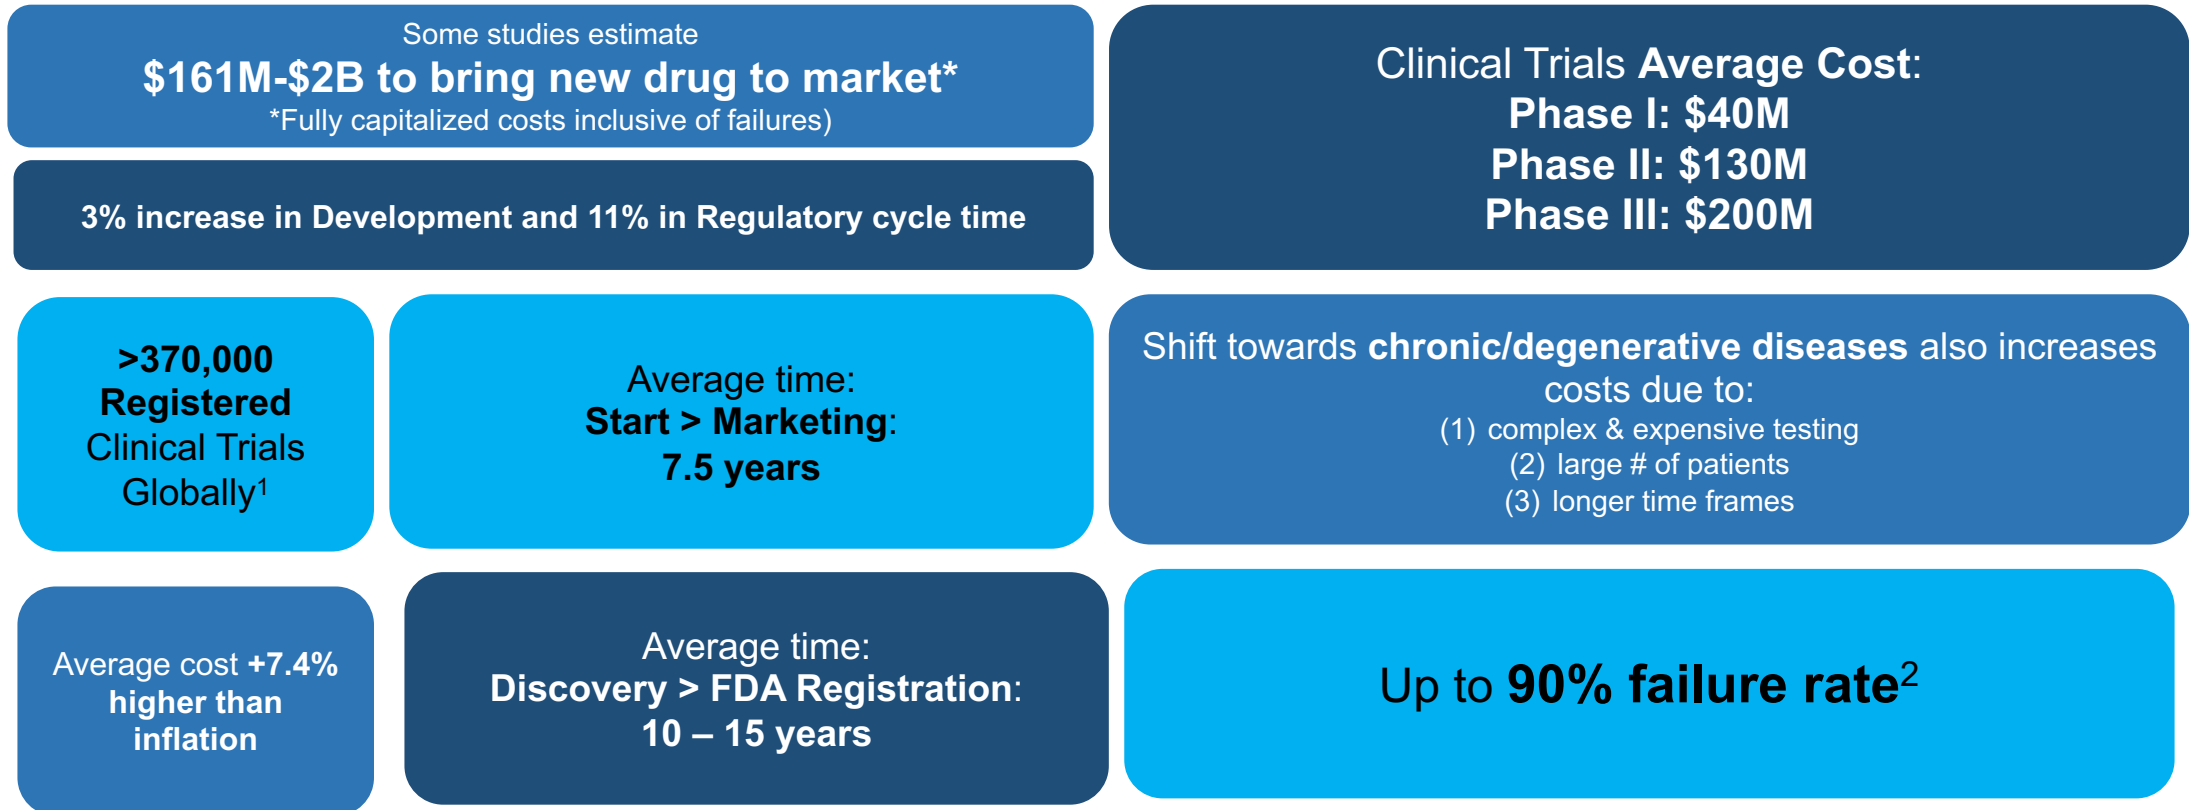 Some studies estimate
$161M-$2B to bring new drug to market*
*Fully capitalized costs inclusive of failures)
3% increase in Development and 11% in Regulatory cycle time
Clinical Trials Average Cost:
Phase I: $40M
Phase II: $130M
Phase III: $200M
>370,000
Registered
Clinical Trials
Globally¹
Average time:
Start > Marketing:
7.5 years
Shift towards chronic/degenerative diseases also increases
costs due to:
(1) complex & expensive testing
(2) large # of patients
(3) longer time frames
Average cost +7.4%
higher than
inflation
Average time:
Discovery > FDA Registration:
10 – 15 years
Up to 90% failure rate²